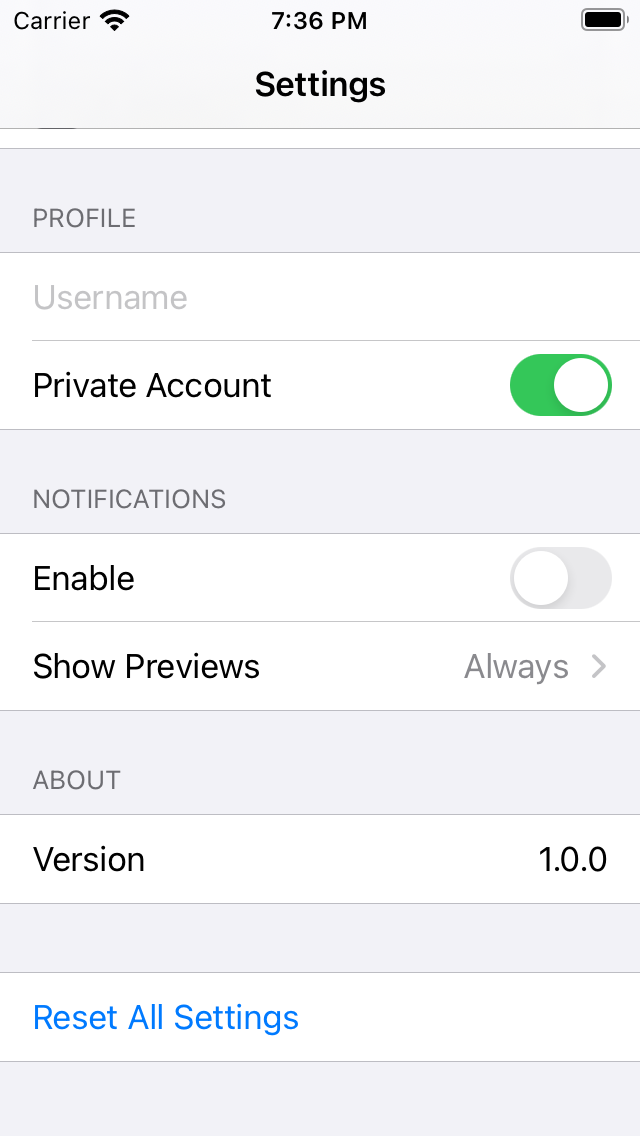 Carrier 7:36 PM
Settings
PROFILE
Username
Private Account
NOTIFICATIONS
Enable
Show Previews Always
ABOUT
Version 1.0.0
Reset All Settings